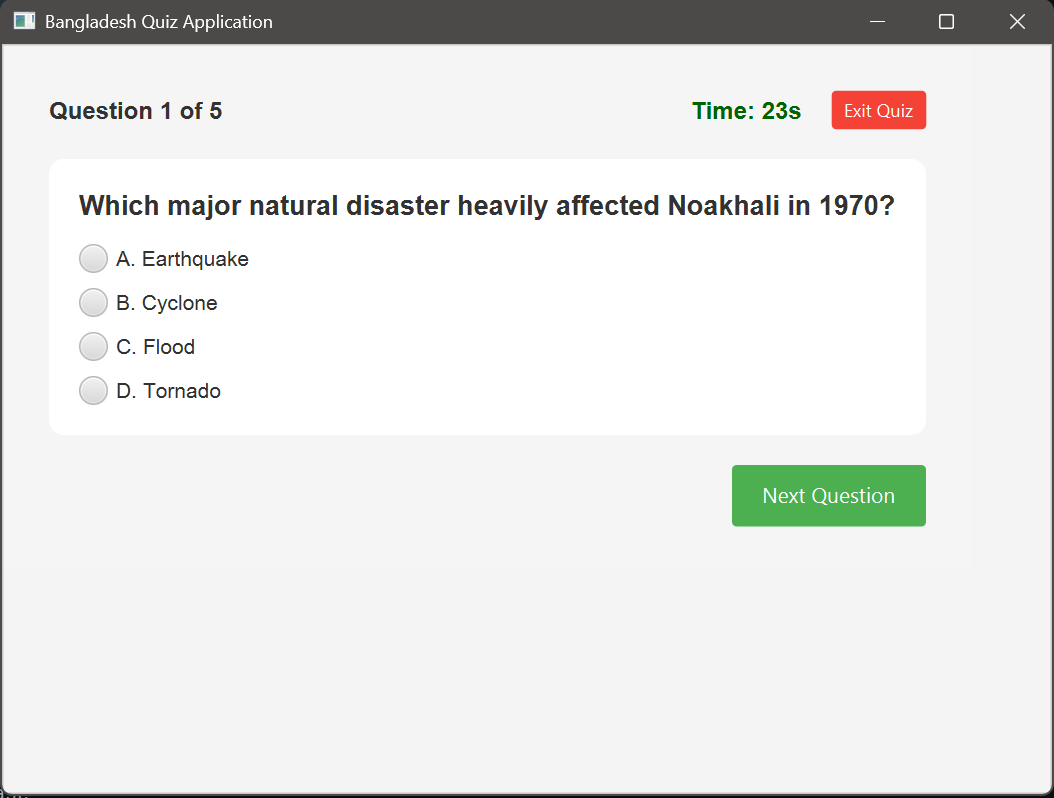 Bangladesh Quiz Application
Question 1 of 5
Time: 23s
Exit Quiz
Which major natural disaster heavily affected Noakhali in 1970?
A. Earthquake
B. Cyclone
C. Flood
D. Tornado
Next Question